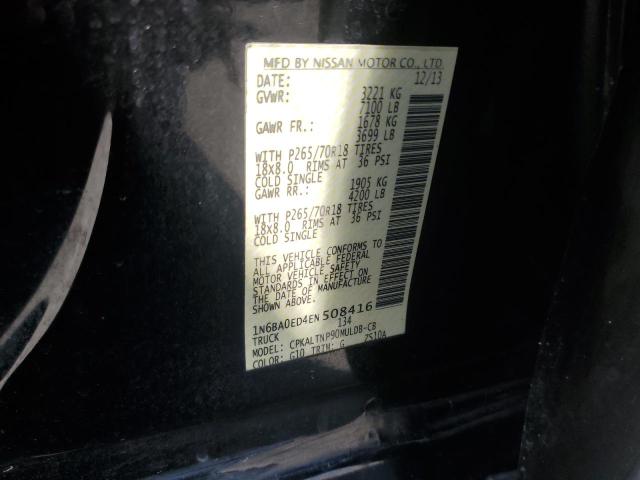 MFD BY NISSAN MOTOR CO., LTD.
DATE: 12/13
GVWR: 3221 KG
7100 LB
GAWR FR.: 1678 KG
3699 LB
WITH P265/70R18 TIRES
18x8.0 RIMS AT 36 PSI
COLD SINGLE
GAWR RR.: 1905 KG
4200 LB
WITH P265/70R18 TIRES
18x8.0 RIMS AT 36 PSI
COLD SINGLE
THIS VEHICLE CONFORMS TO
ALL APPLICABLE FEDERAL
MOTOR VEHICLE SAFETY
STANDARDS IN EFFECT ON
THE DATE OF MANUFACTURE
1N6BA0ED4EN508416
TRUCK 134
MODEL: CPKALTNP90MULDB-CB
COLOR: G10 TRIM: G 7S10A